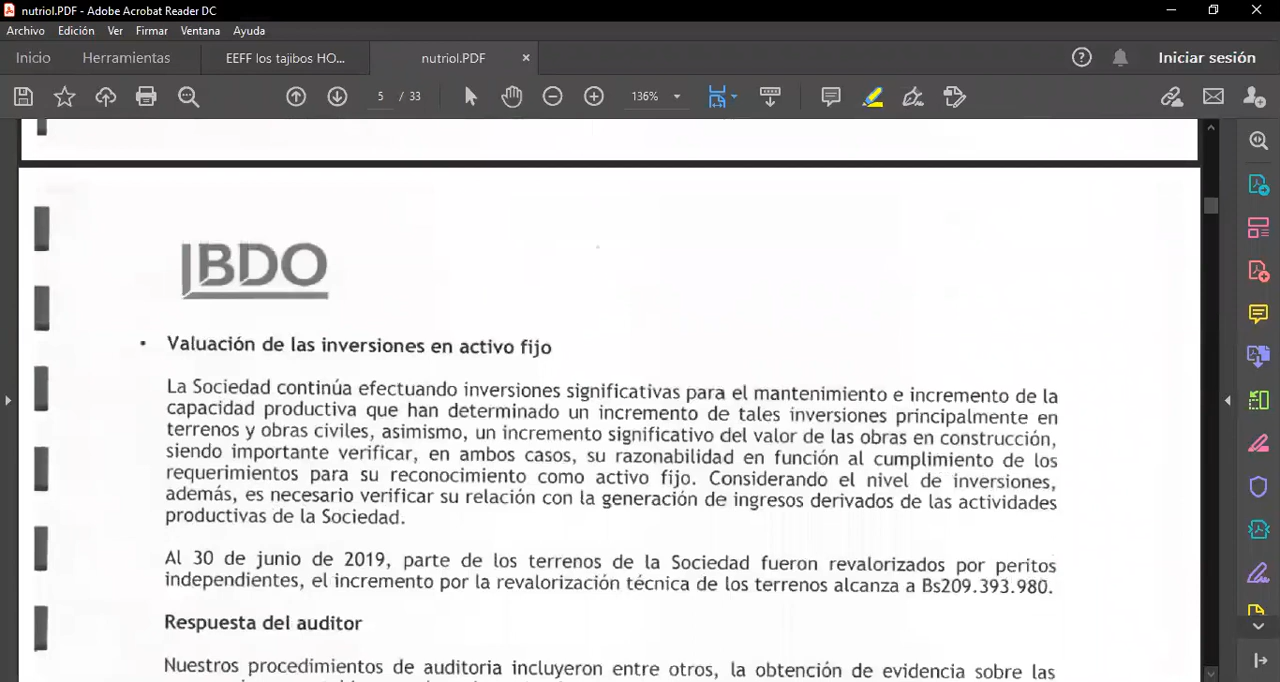 nutriol.PDF - Adobe Acrobat Reader DC
Archivo Edición Ver Firmar Ventana Ayuda
Inicio Herramientas EEFF los tajibos HO... nutriol.PDF × Iniciar sesión
5 / 33 136%
BDO
• Valuación de las inversiones en activo fijo
La Sociedad continúa efectuando inversiones significativas para el mantenimiento e incremento de la
capacidad productiva que han determinado un incremento de tales inversiones principalmente en
terrenos y obras civiles, asimismo, un incremento significativo del valor de las obras en construcción,
siendo importante verificar, en ambos casos, su razonabilidad en función al cumplimiento de los
requerimientos para su reconocimiento como activo fijo. Considerando el nivel de inversiones,
además, es necesario verificar su relación con la generación de ingresos derivados de las actividades
productivas de la Sociedad.
Al 30 de junio de 2019, parte de los terrenos de la Sociedad fueron revalorizados por peritos
independientes, el incremento por la revalorización técnica de los terrenos alcanza a Bs209.393.980.
Respuesta del auditor
Nuestros procedimientos de auditoria incluyeron entre otros, la obtención de evidencia sobre las